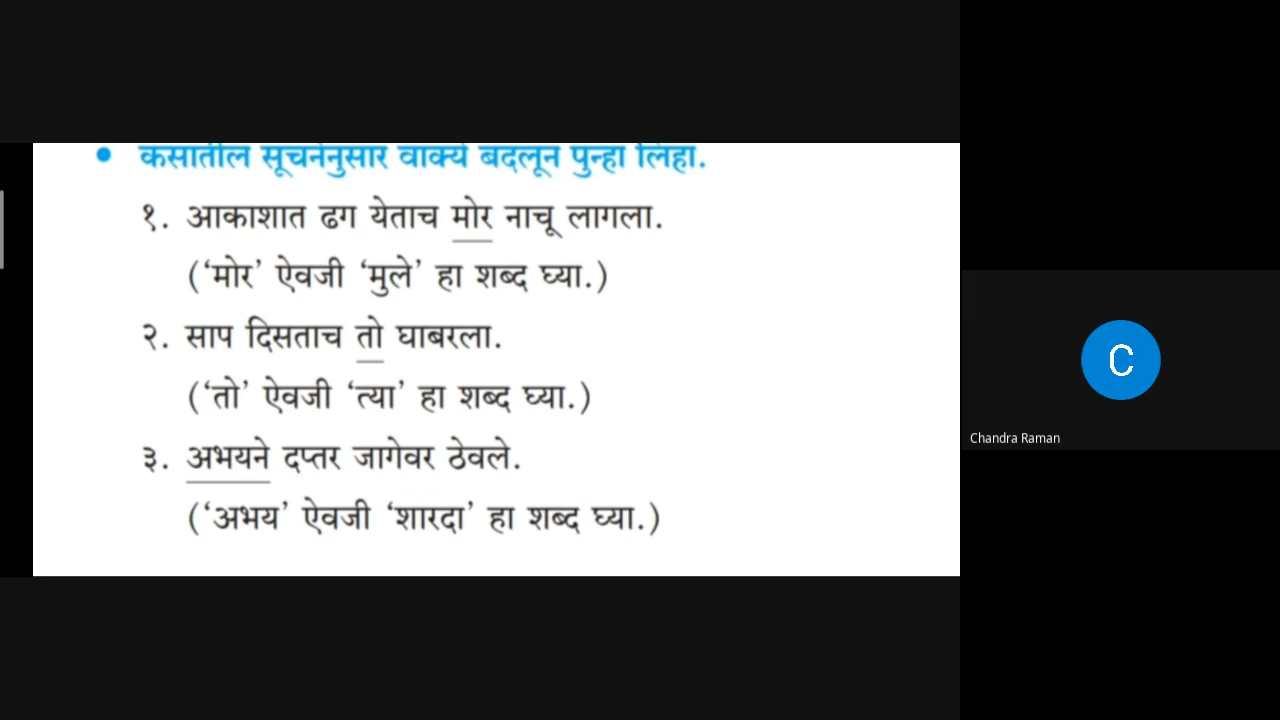 • कंसातील सूचनेनुसार वाक्ये बदलून पुन्हा लिहा.
१. आकाशात ढग येताच मोर नाचू लागला.
(‘मोर’ ऐवजी ‘मुले’ हा शब्द घ्या.)
२. साप दिसताच तो घाबरला.
(‘तो’ ऐवजी ‘त्या’ हा शब्द घ्या.)
३. अभयने दप्तर जागेवर ठेवले.
(‘अभय’ ऐवजी ‘शारदा’ हा शब्द घ्या.)
C
Chandra Raman